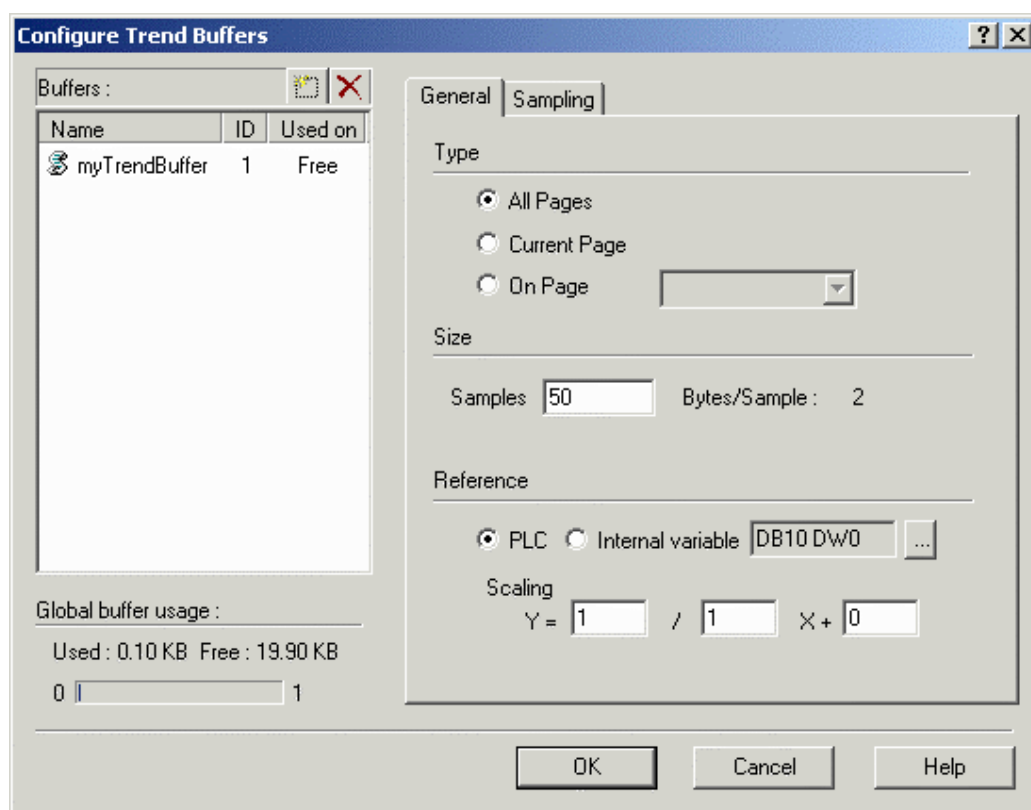 Configure Trend Buffers
Buffers :
Name ID Used on
myTrendBuffer 1 Free
Global buffer usage :
Used : 0.10 KB Free : 19.90 KB
0 1
General Sampling
Type
All Pages
Current Page
On Page
Size
Samples 50 Bytes/Sample : 2
Reference
PLC Internal variable DB10 DW0 ...
Scaling
Y = 1 / 1 X + 0
OK Cancel Help